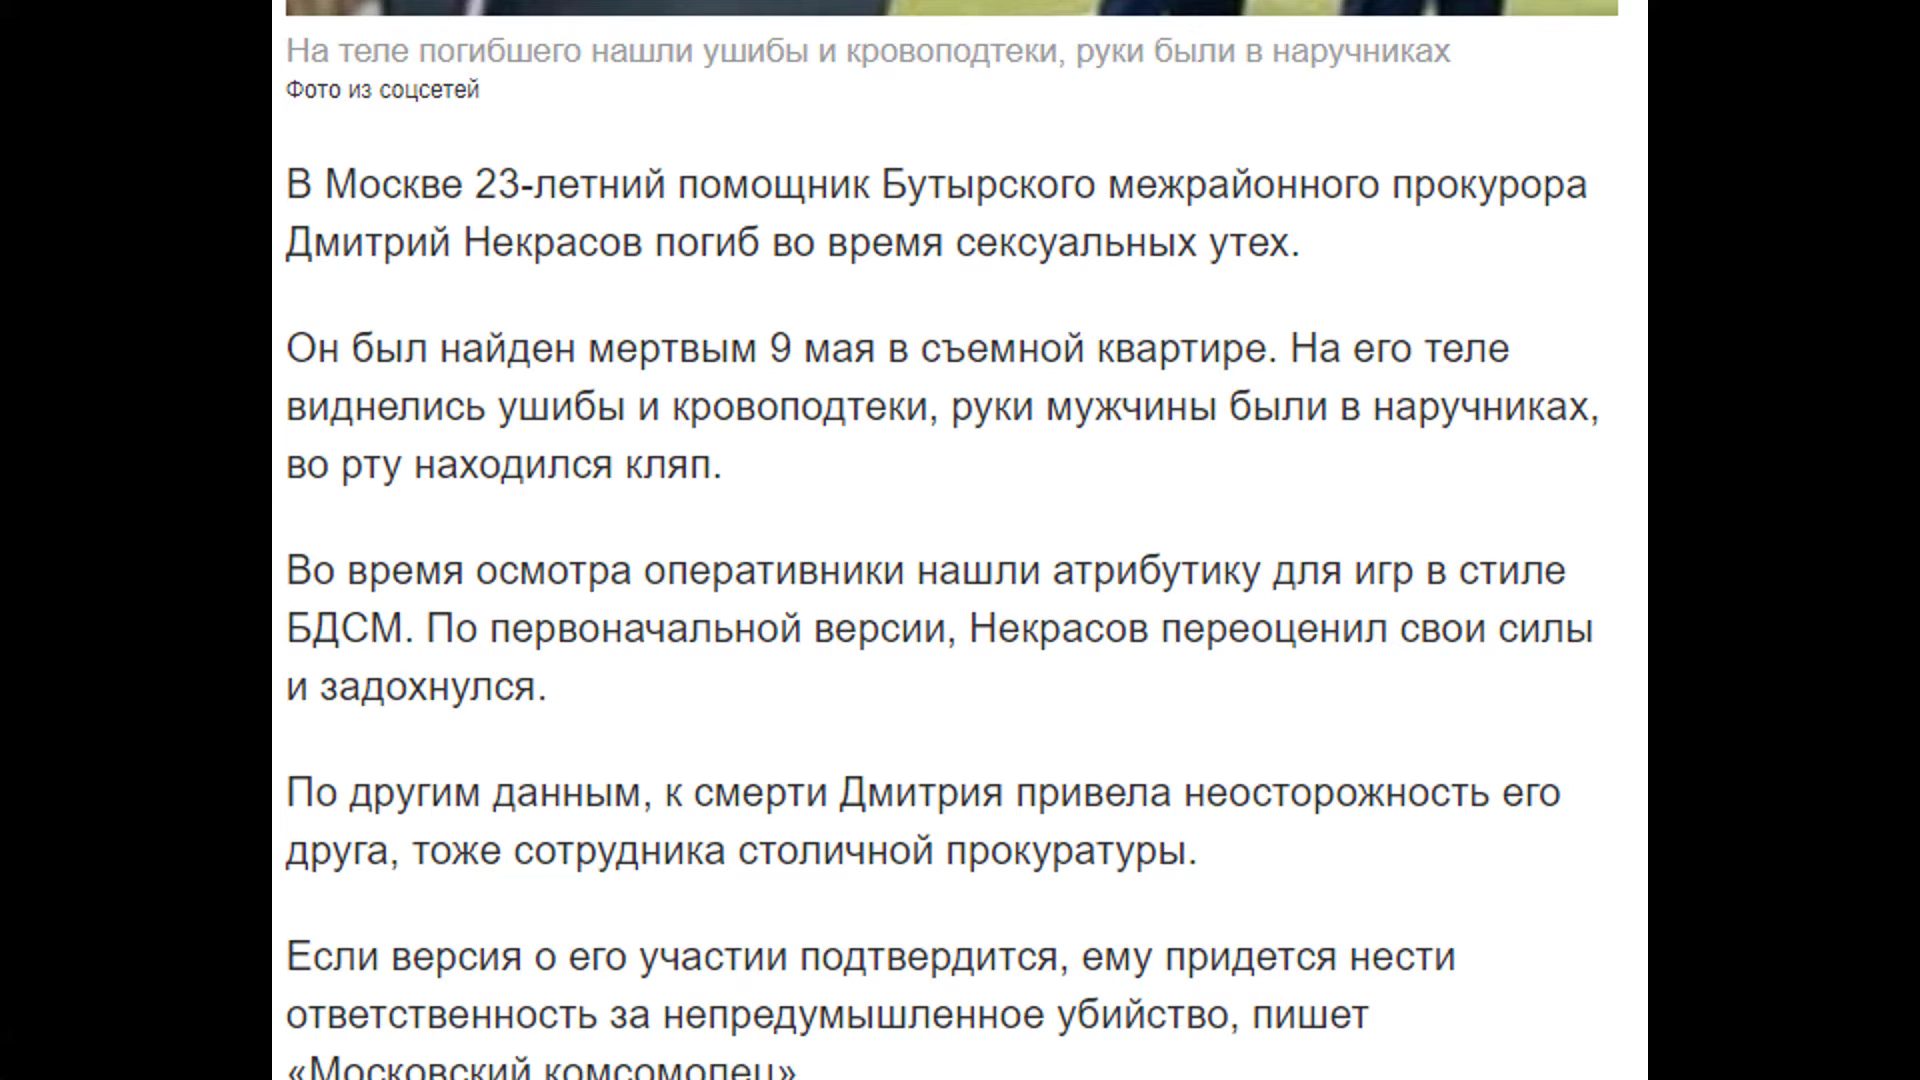 На теле погибшего нашли ушибы и кровоподтеки, руки были в наручниках
Фото из соцсетей
В Москве 23-летний помощник Бутырского межрайонного прокурора
Дмитрий Некрасов погиб во время сексуальных утех.
Он был найден мертвым 9 мая в съемной квартире. На его теле
виднелись ушибы и кровоподтеки, руки мужчины были в наручниках,
во рту находился кляп.
Во время осмотра оперативники нашли атрибутику для игр в стиле
БДСМ. По первоначальной версии, Некрасов переоценил свои силы
и задохнулся.
По другим данным, к смерти Дмитрия привела неосторожность его
друга, тоже сотрудника столичной прокуратуры.
Если версия о его участии подтвердится, ему придется нести
ответственность за непредумышленное убийство, пишет
«Московский комсомолец»